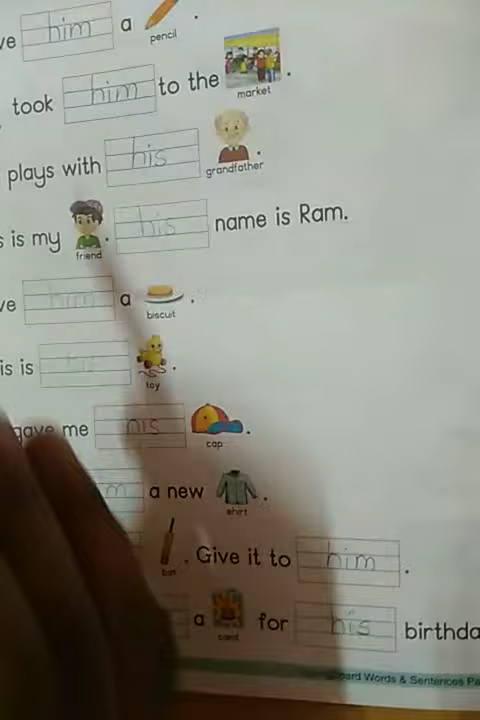 ve him a pencil.
took him to the market.
plays with his grandfather.
s is my friend. his name is Ram.
ve him a biscuit.
is is his toy.
gave me his cap.
m a new shirt.
bat. Give it to him.
a card for his birthda
ard Words & Sentences Pa